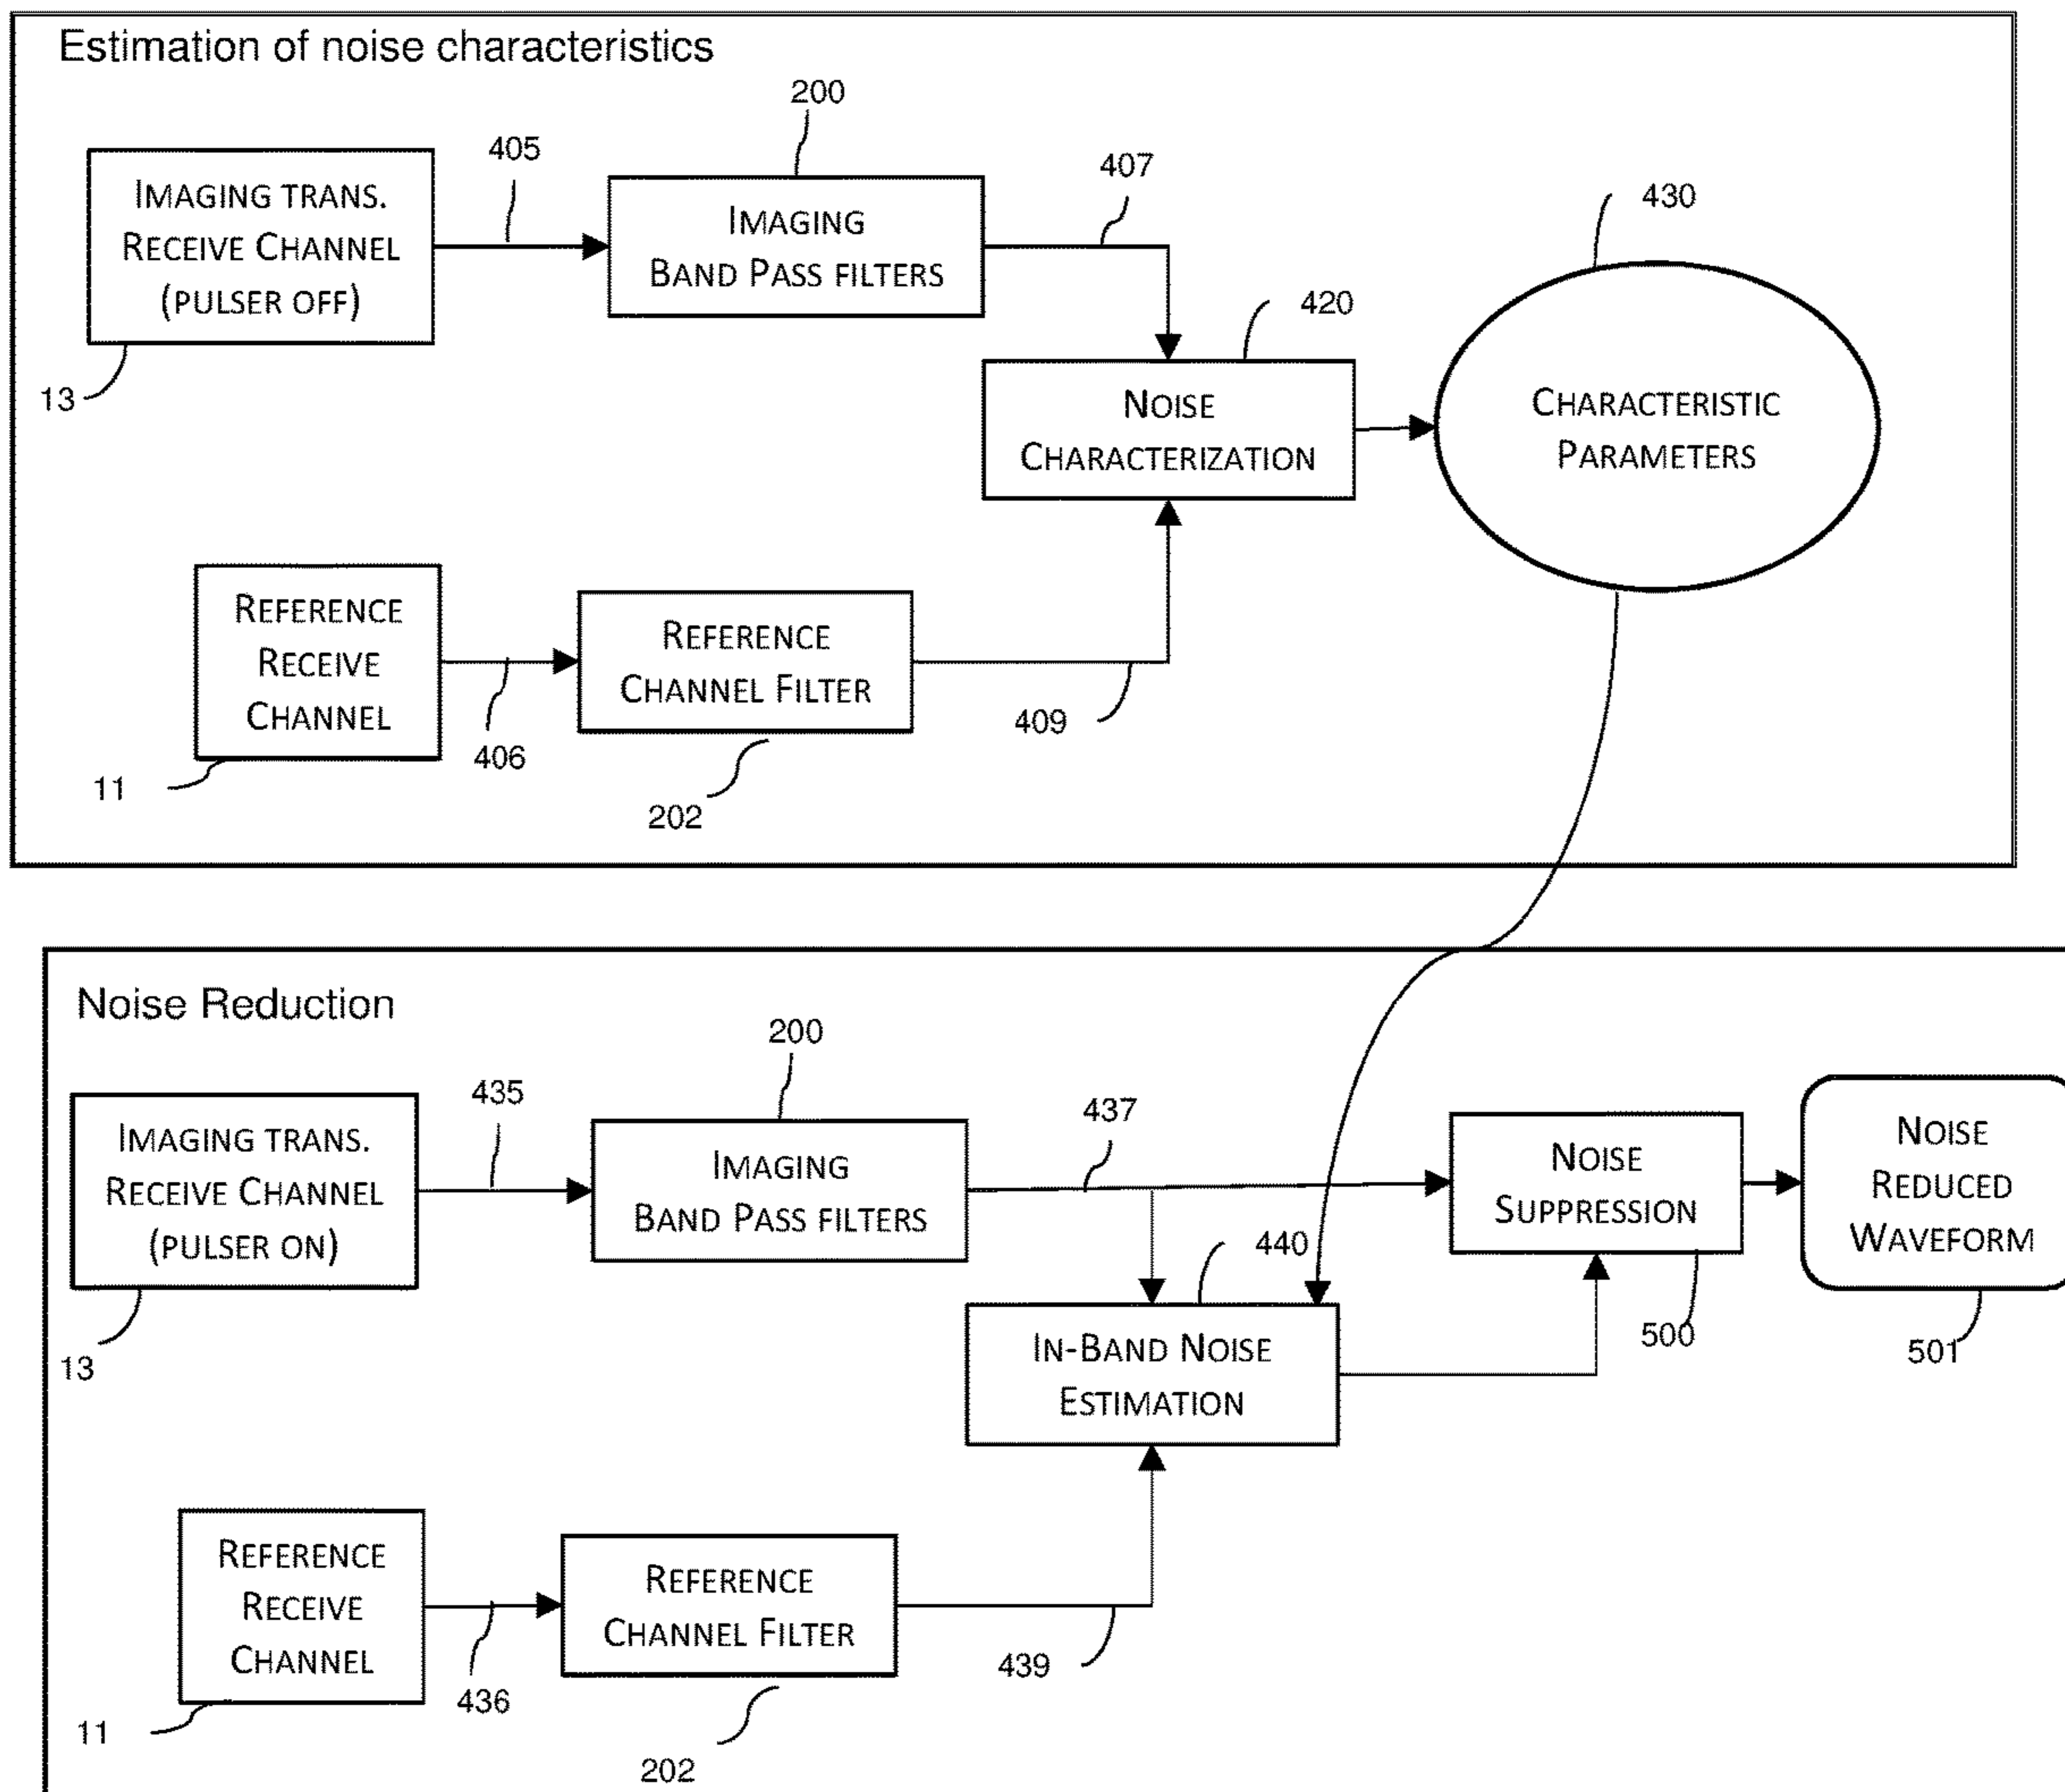 Estimation of noise characteristics
200
405
407
430
IMAGING TRANS.
RECEIVE CHANNEL
(PULSER OFF)
IMAGING
BAND PASS FILTERS
420
13
NOISE
CHARACTERIZATION
CHARACTERISTIC
PARAMETERS
REFERENCE
RECEIVE
CHANNEL
REFERENCE
CHANNEL FILTER
409
406
11
202
Noise Reduction
200
435
437
IMAGING TRANS.
RECEIVE CHANNEL
(PULSER ON)
IMAGING
BAND PASS FILTERS
NOISE
SUPPRESSION
NOISE
REDUCED
WAVEFORM
440
500
501
13
IN-BAND NOISE
ESTIMATION
REFERENCE
RECEIVE
CHANNEL
REFERENCE
CHANNEL FILTER
439
436
11
202